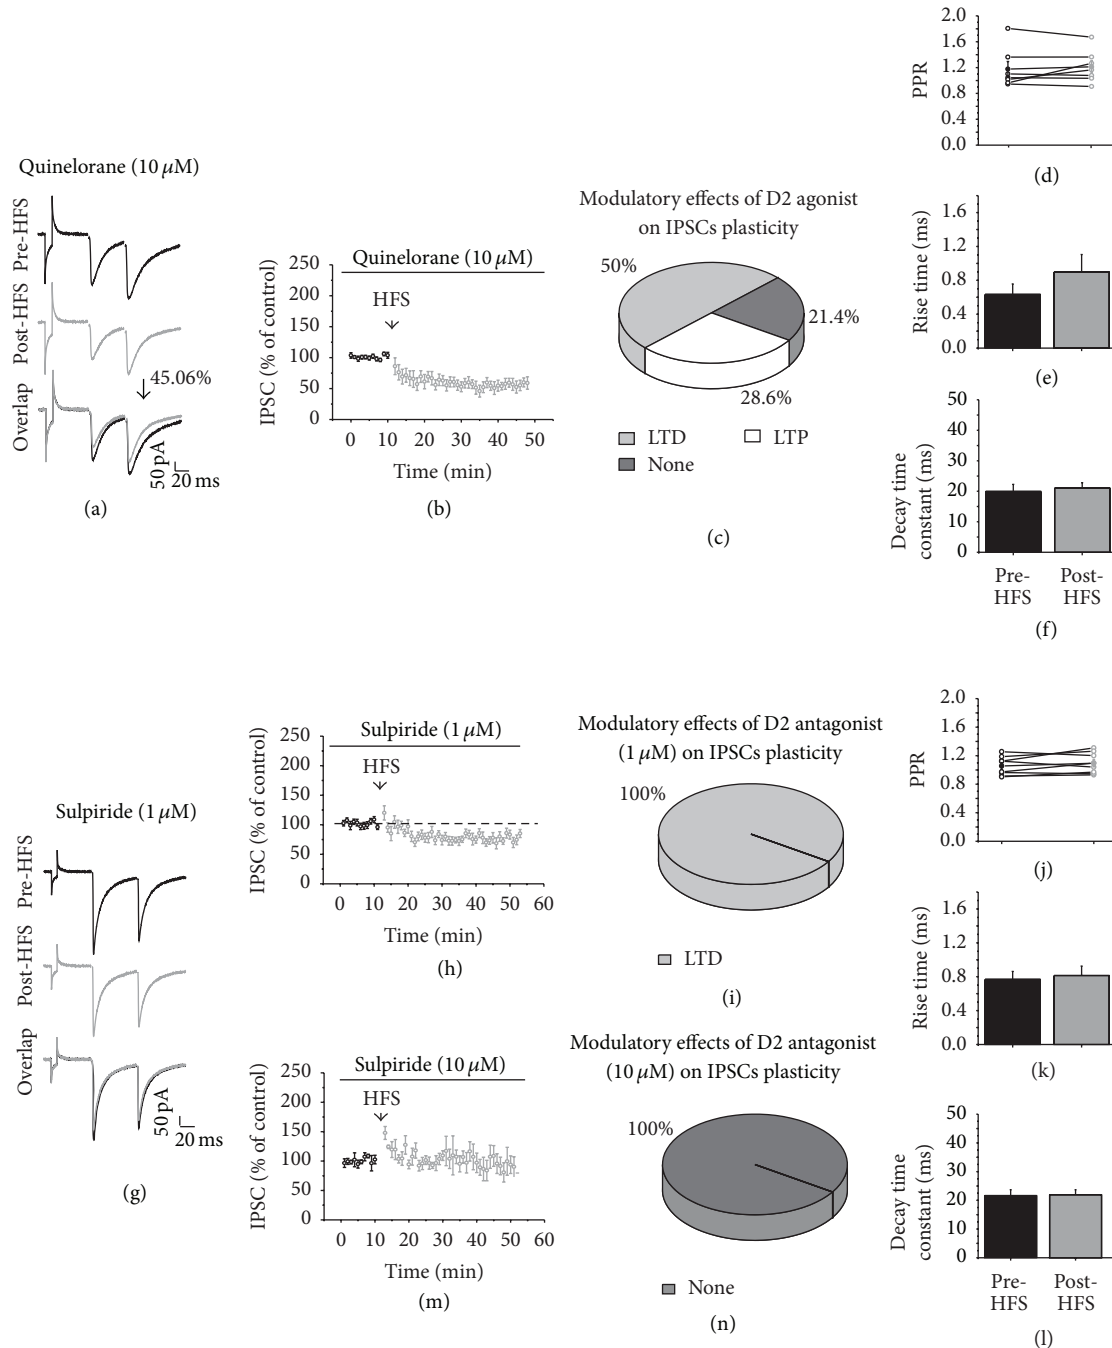 Quinelorane (10 μM)
Pre-HFS
Post-HFS
Overlap
45.06%
50 pA
20 ms
(a)
IPSC (% of control)
250
200
150
100
50
0
Quinelorane (10 μM)
HFS
0 10 20 30 40 50
Time (min)
(b)
Modulatory effects of D2 agonist
on IPSCs plasticity
50%
21.4%
28.6%
LTD
LTP
None
(c)
PPR
2.0
1.6
1.2
0.8
0.4
0.0
(d)
Rise time (ms)
1.6
1.2
0.8
0.4
0.0
(e)
Decay time
constant (ms)
50
40
30
20
10
0
Pre-
HFS
Post-
HFS
(f)
Sulpiride (1 μM)
Pre-HFS
Post-HFS
Overlap
50 pA
20 ms
(g)
IPSC (% of control)
250
200
150
100
50
0
Sulpiride (1 μM)
HFS
0 10 20 30 40 50 60
Time (min)
(h)
Modulatory effects of D2 antagonist
(1 μM) on IPSCs plasticity
100%
LTD
(i)
PPR
2.0
1.6
1.2
0.8
0.4
0.0
(j)
Rise time (ms)
1.6
1.2
0.8
0.4
0.0
(k)
Decay time
constant (ms)
50
40
30
20
10
0
Pre-
HFS
Post-
HFS
(l)
IPSC (% of control)
250
200
150
100
50
0
Sulpiride (10 μM)
HFS
0 10 20 30 40 50 60
Time (min)
(m)
Modulatory effects of D2 antagonist
(10 μM) on IPSCs plasticity
100%
None
(n)